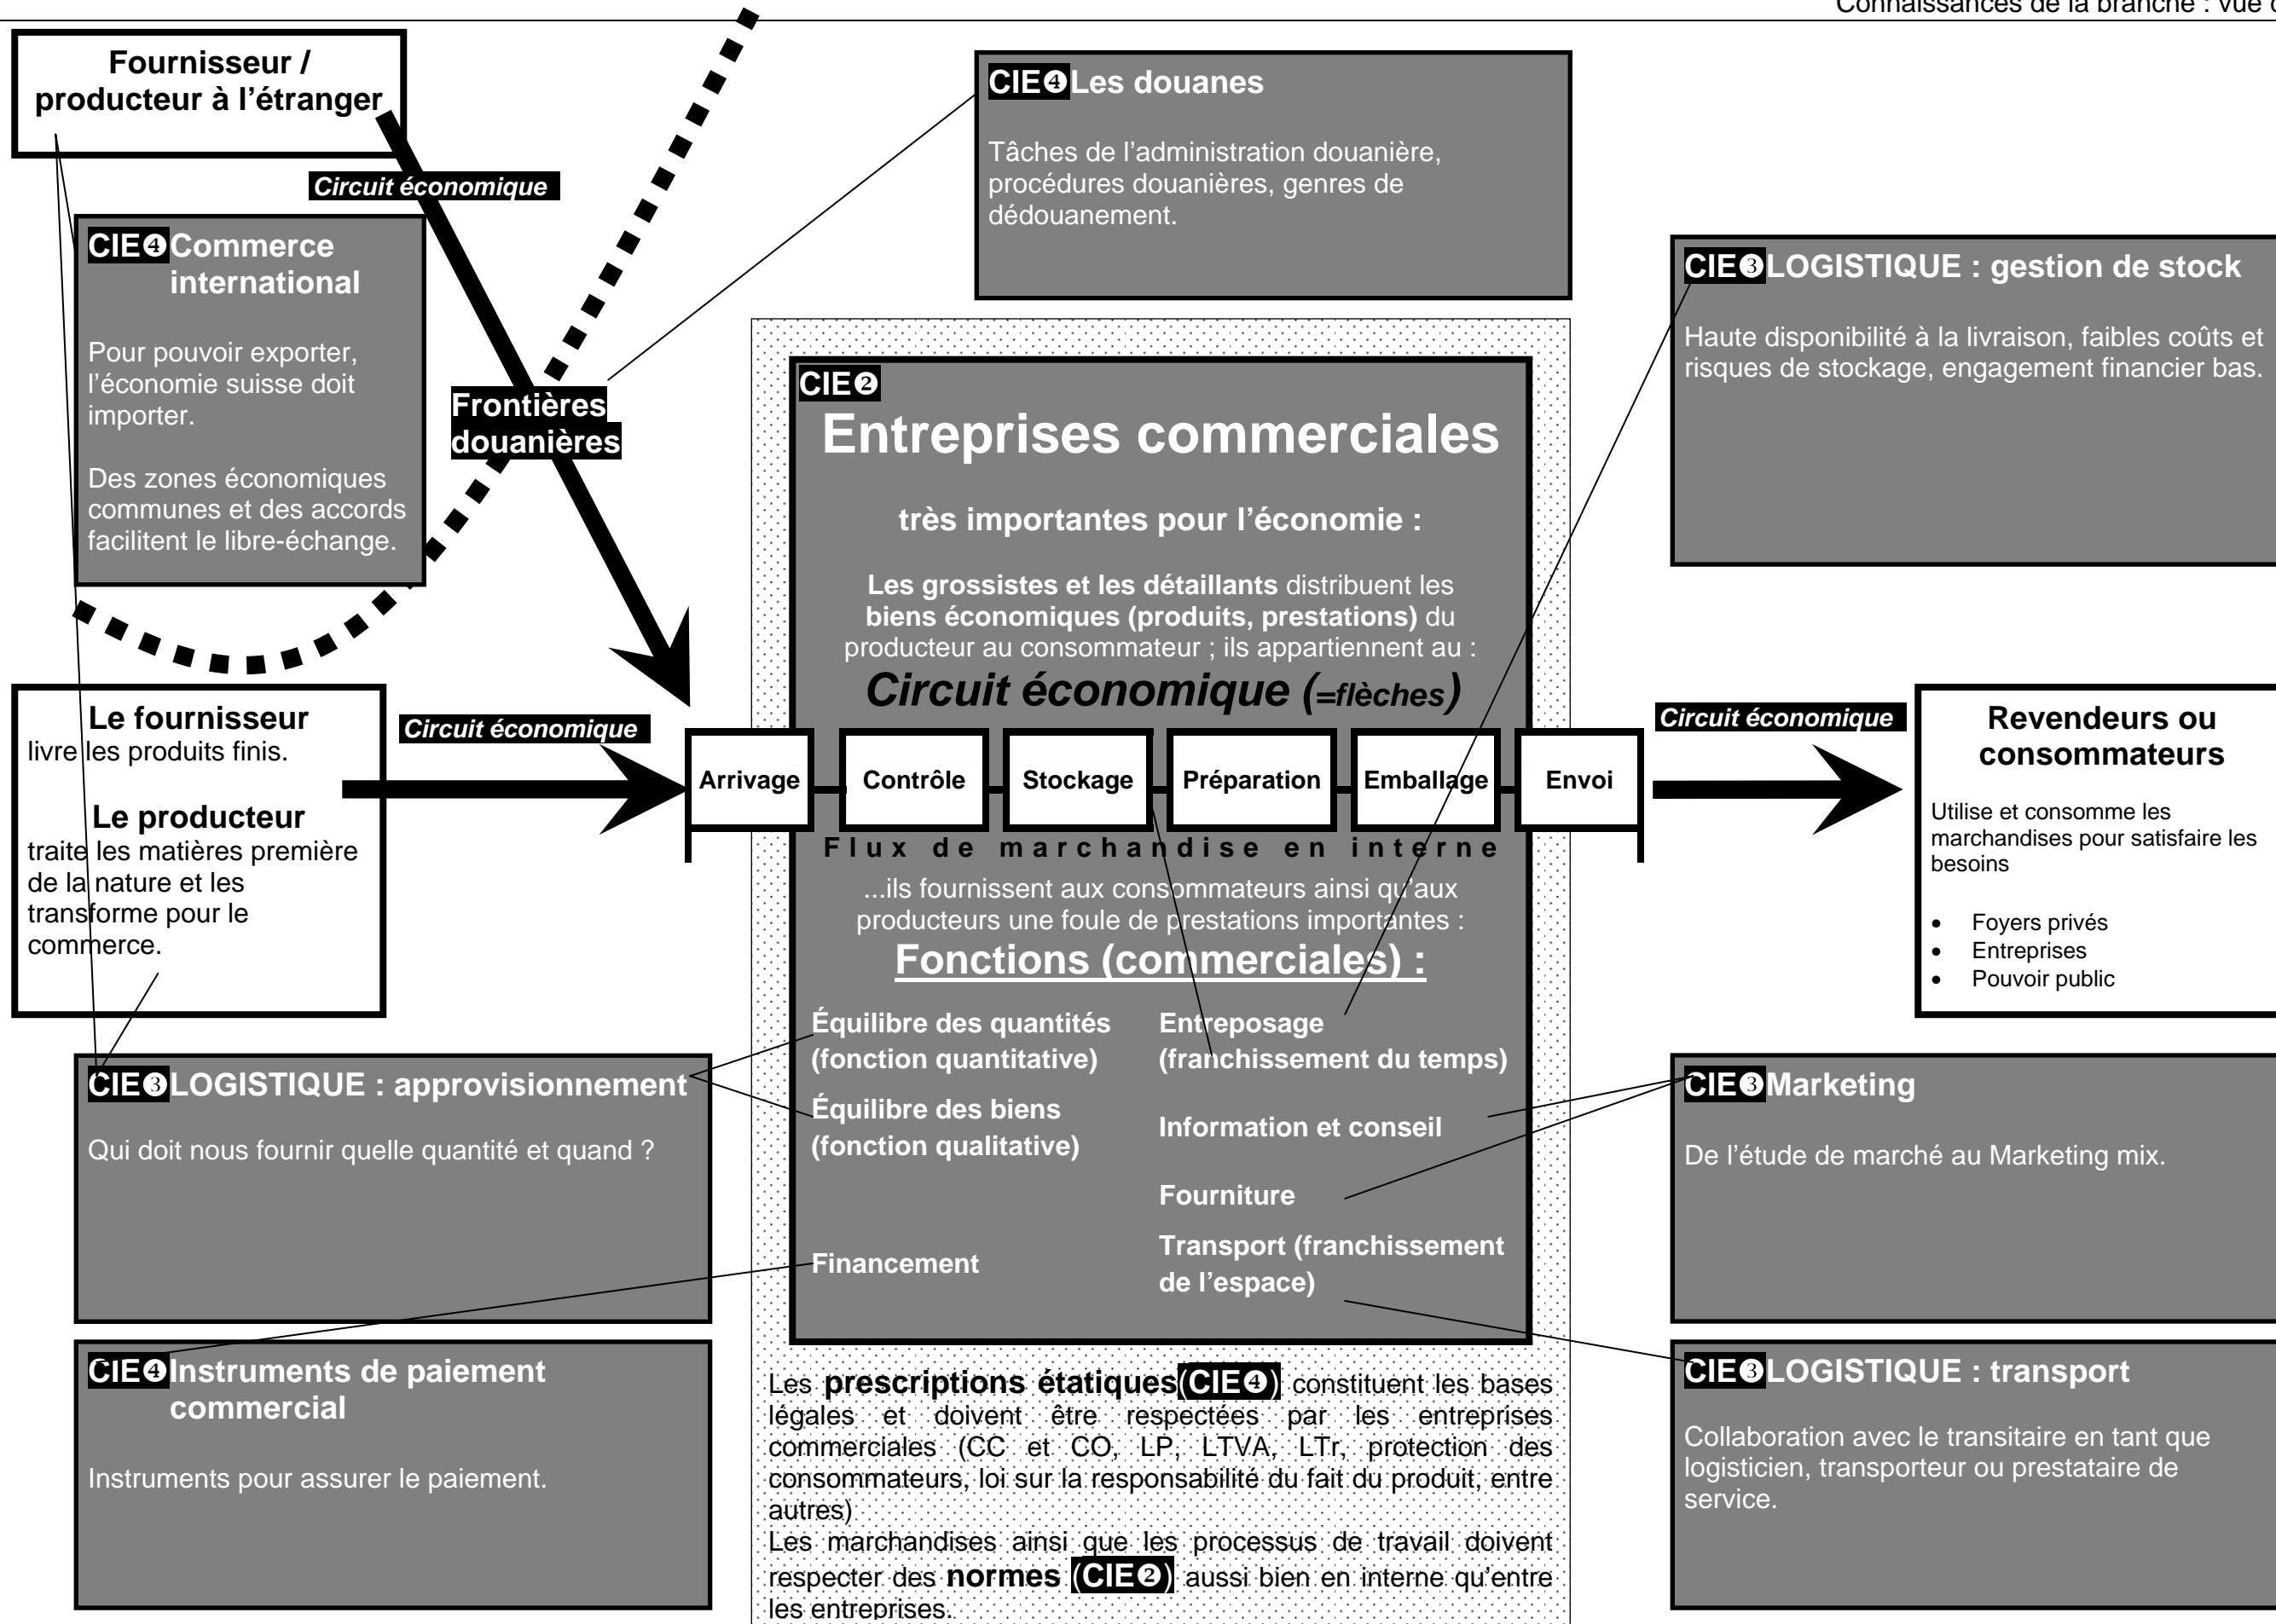 Connaissances de la branche : vue
Fournisseur /
producteur à l’étranger
Circuit économique
CIE❹Les douanes
Tâches de l’administration douanière,
procédures douanières, genres de
dédouanement.
CIE❹Commerce
international
Pour pouvoir exporter,
l’économie suisse doit
importer.
Des zones économiques
communes et des accords
facilitent le libre-échange.
Frontières
douanières
CIE❸LOGISTIQUE : gestion de stock
Haute disponibilité à la livraison, faibles coûts et
risques de stockage, engagement financier bas.
CIE❷
Entreprises commerciales
très importantes pour l’économie :
Les grossistes et les détaillants distribuent les
biens économiques (produits, prestations) du
producteur au consommateur ; ils appartiennent au :
Circuit économique (=flèches)
Le fournisseur
livre les produits finis.
Le producteur
traite les matières première
de la nature et les
transforme pour le
commerce.
Circuit économique
Arrivage
Contrôle
Stockage
Préparation
Emballage
Envoi
Flux de marchandise en interne
Circuit économique
Revendeurs ou
consommateurs
Utilise et consomme les
marchandises pour satisfaire les
besoins
• Foyers privés
• Entreprises
• Pouvoir public
...ils fournissent aux consommateurs ainsi qu’aux
producteurs une foule de prestations importantes :
Fonctions (commerciales) :
Équilibre des quantités
(fonction quantitative)
Équilibre des biens
(fonction qualitative)
Financement
Entreposage
(franchissement du temps)
Information et conseil
Fourniture
Transport (franchissement
de l’espace)
CIE❸LOGISTIQUE : approvisionnement
Qui doit nous fournir quelle quantité et quand ?
CIE❸Marketing
De l’étude de marché au Marketing mix.
CIE❹Instruments de paiement
commercial
Instruments pour assurer le paiement.
Les prescriptions étatiques(CIE❹) constituent les bases
légales et doivent être respectées par les entreprises
commerciales (CC et CO, LP, LTVA, LTr, protection des
consommateurs, loi sur la responsabilité du fait du produit, entre
autres)
Les marchandises ainsi que les processus de travail doivent
respecter des normes (CIE❷) aussi bien en interne qu’entre
les entreprises.
CIE❸LOGISTIQUE : transport
Collaboration avec le transitaire en tant que
logisticien, transporteur ou prestataire de
service.